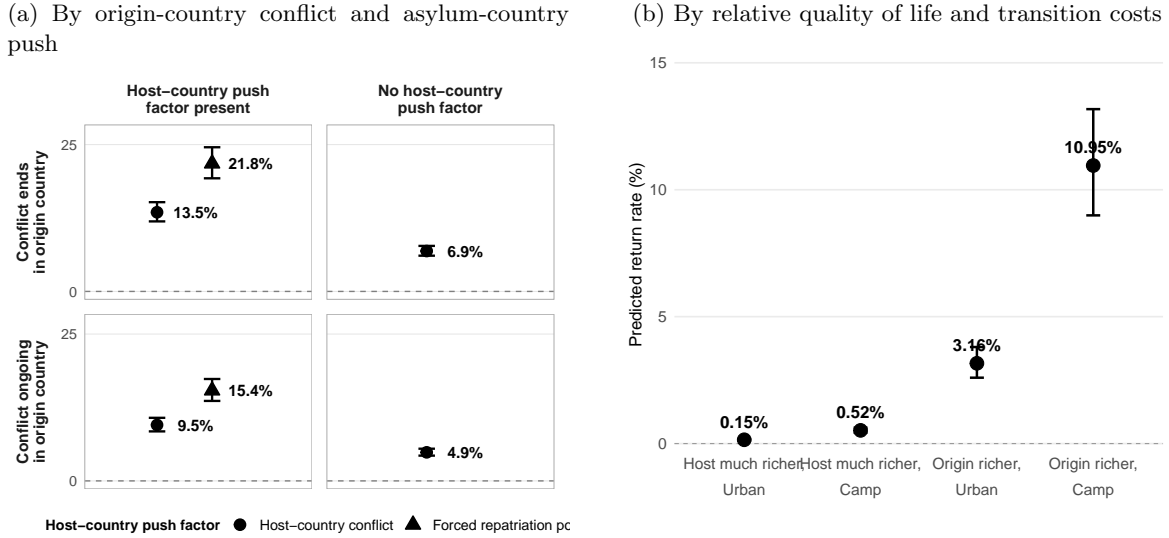 (a) By origin-country conflict and asylum-country
push
Host–country push
factor present
No host–country
push factor
Conflict ends
in origin country
25
0
21.8%
13.5%
6.9%
Conflict ongoing
in origin country
25
0
15.4%
9.5%
4.9%
Host–country push factor
Host–country conflict
Forced repatriation
(b) By relative quality of life and transition costs
Predicted return rate (%)
15
10
5
0
10.95%
3.16%
0.52%
0.15%
Host much richer,
Urban
Host much richer,
Camp
Origin richer,
Urban
Origin richer,
Camp